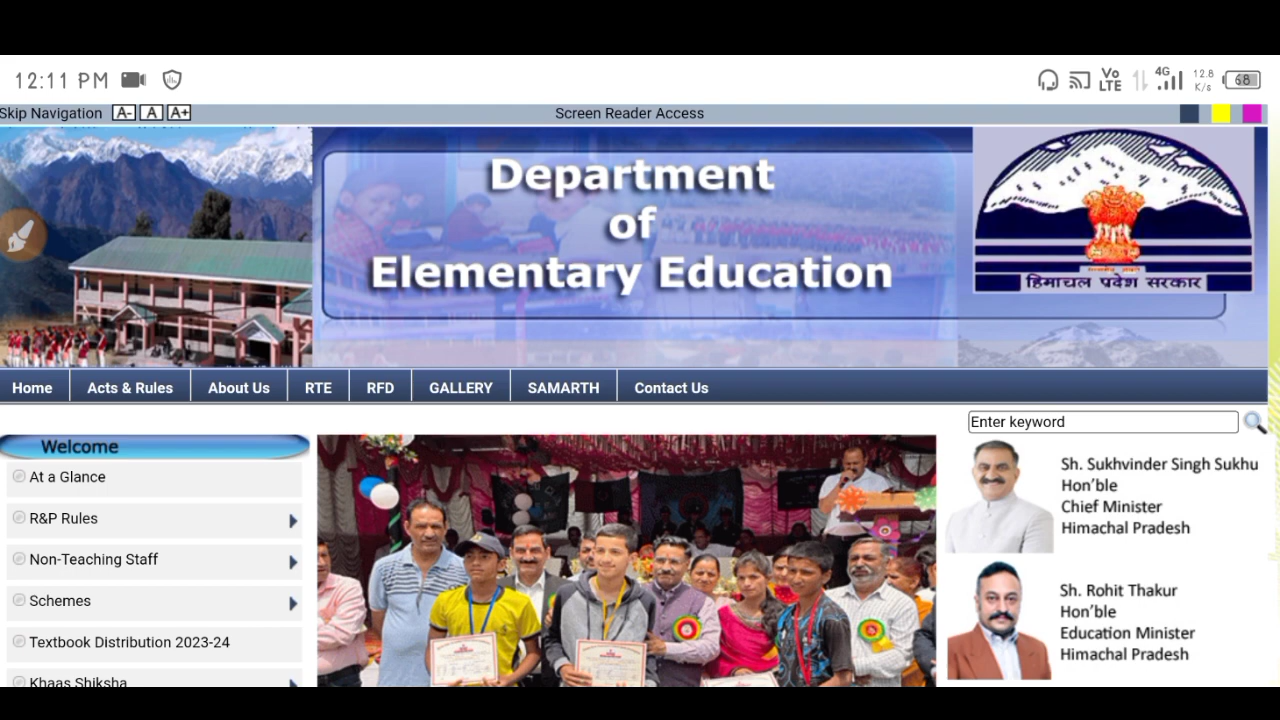 12:11 PM
Vo
LTE
4G
12.8
K/s
68
Skip Navigation A- A A+
Screen Reader Access
Department
of
Elementary Education
हिमाचल प्रदेश सरकार
Home
Acts & Rules
About Us
RTE
RFD
GALLERY
SAMARTH
Contact Us
Enter keyword
Welcome
At a Glance
R&P Rules
Non-Teaching Staff
Schemes
Textbook Distribution 2023-24
Khaas Shiksha
Sh. Sukhvinder Singh Sukhu
Hon'ble
Chief Minister
Himachal Pradesh
Sh. Rohit Thakur
Hon'ble
Education Minister
Himachal Pradesh